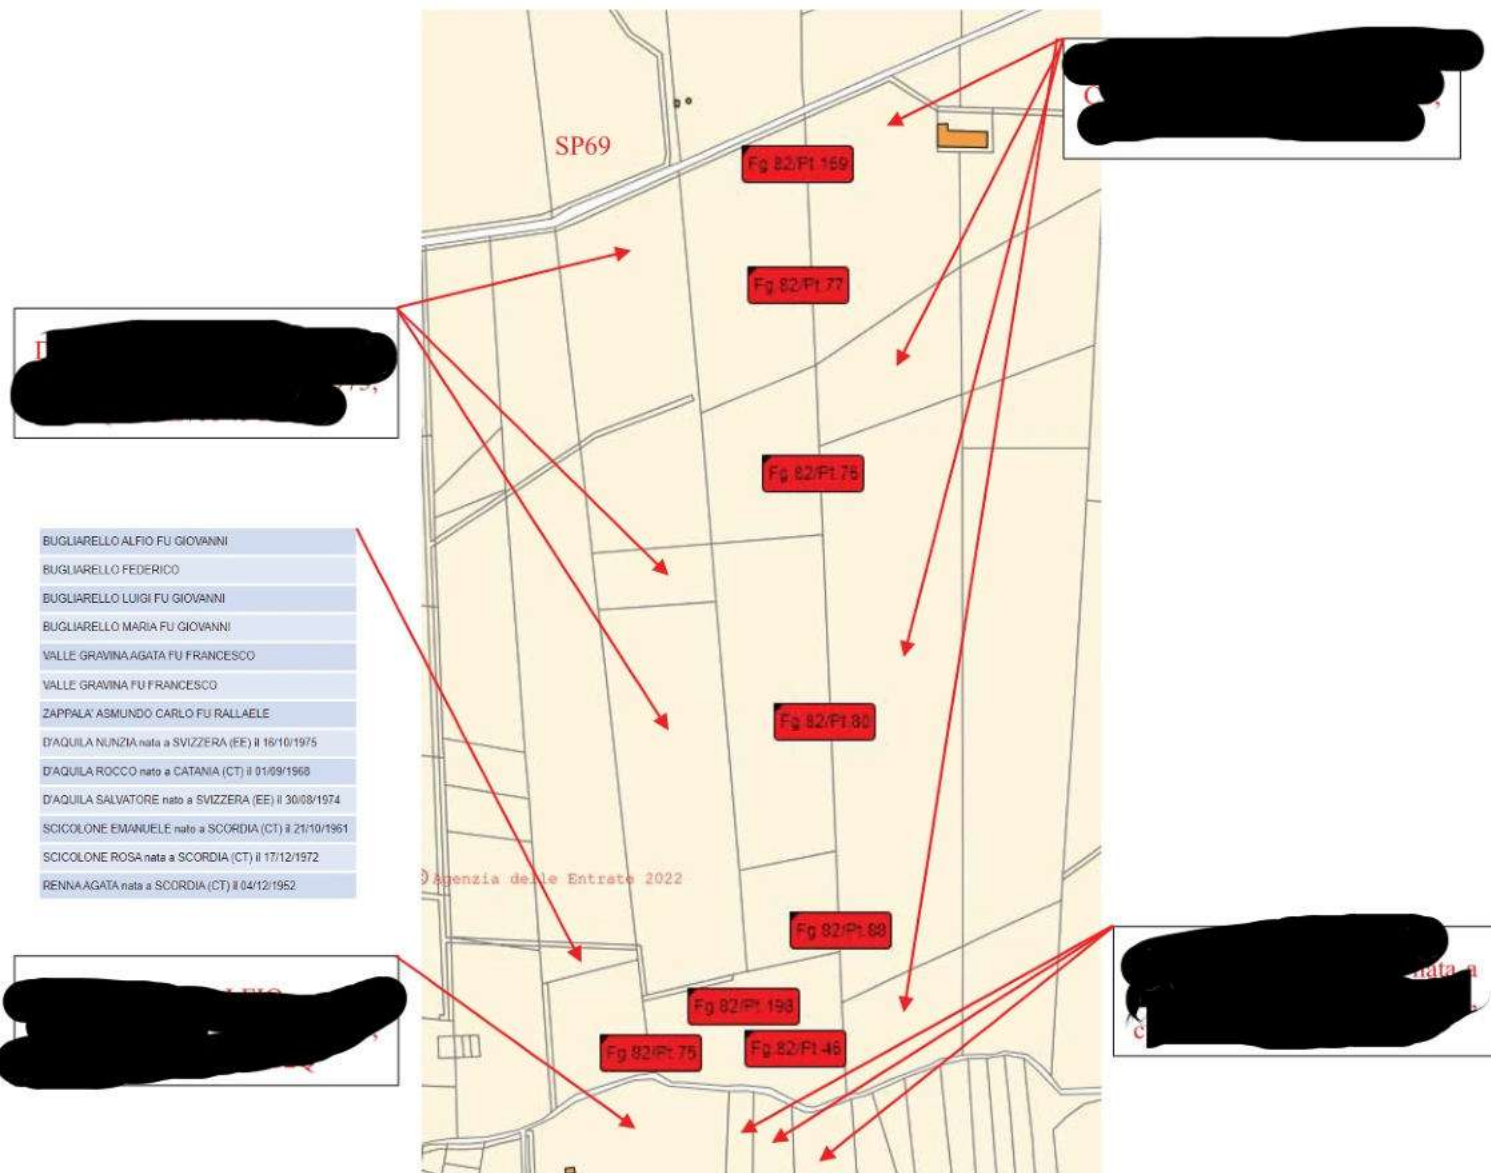 SP69
Fg 82/Pt 169
Fg 82/Pt 77
Fg 82/Pt 76
BUGLIARELLO ALFIO FU GIOVANNI
BUGLIARELLO FEDERICO
BUGLIARELLO LUIGI FU GIOVANNI
BUGLIARELLO MARIA FU GIOVANNI
VALLE GRAVINA AGATA FU FRANCESCO
VALLE GRAVINA FU FRANCESCO
ZAPPALA' ASMUNDO CARLO FU RALLAELE
D'AQUILA NUNZIA nata a SVIZZERA (EE) il 16/10/1975
D'AQUILA ROCCO nato a CATANIA (CT) il 01/09/1968
D'AQUILA SALVATORE nato a SVIZZERA (EE) il 30/08/1974
SCICOLONE EMANUELE nato a SCORDIA (CT) il 21/10/1961
SCICOLONE ROSA nata a SCORDIA (CT) il 17/12/1972
RENNA AGATA nata a SCORDIA (CT) il 04/12/1952
Fg 82/Pt 80
Agenzia delle Entrate 2022
Fg 82/Pt 88
nata a
Fg 82/Pt 198
Fg 82/Pt 75
Fg 82/Pt 46